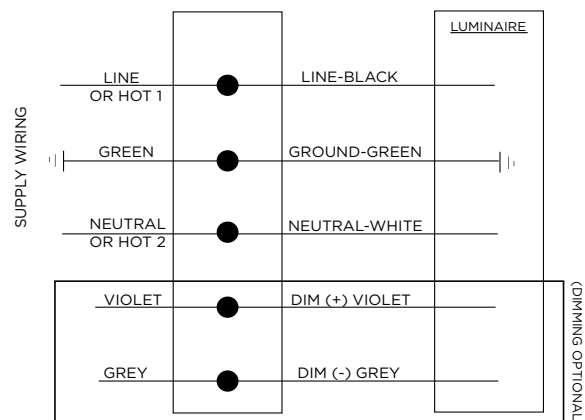 LUMINAIRE
SUPPLY WIRING
LINE
OR HOT 1
LINE-BLACK
GREEN
GROUND-GREEN
NEUTRAL
OR HOT 2
NEUTRAL-WHITE
VIOLET
DIM (+) VIOLET
GREY
DIM (-) GREY
(DIMMING OPTIONAL